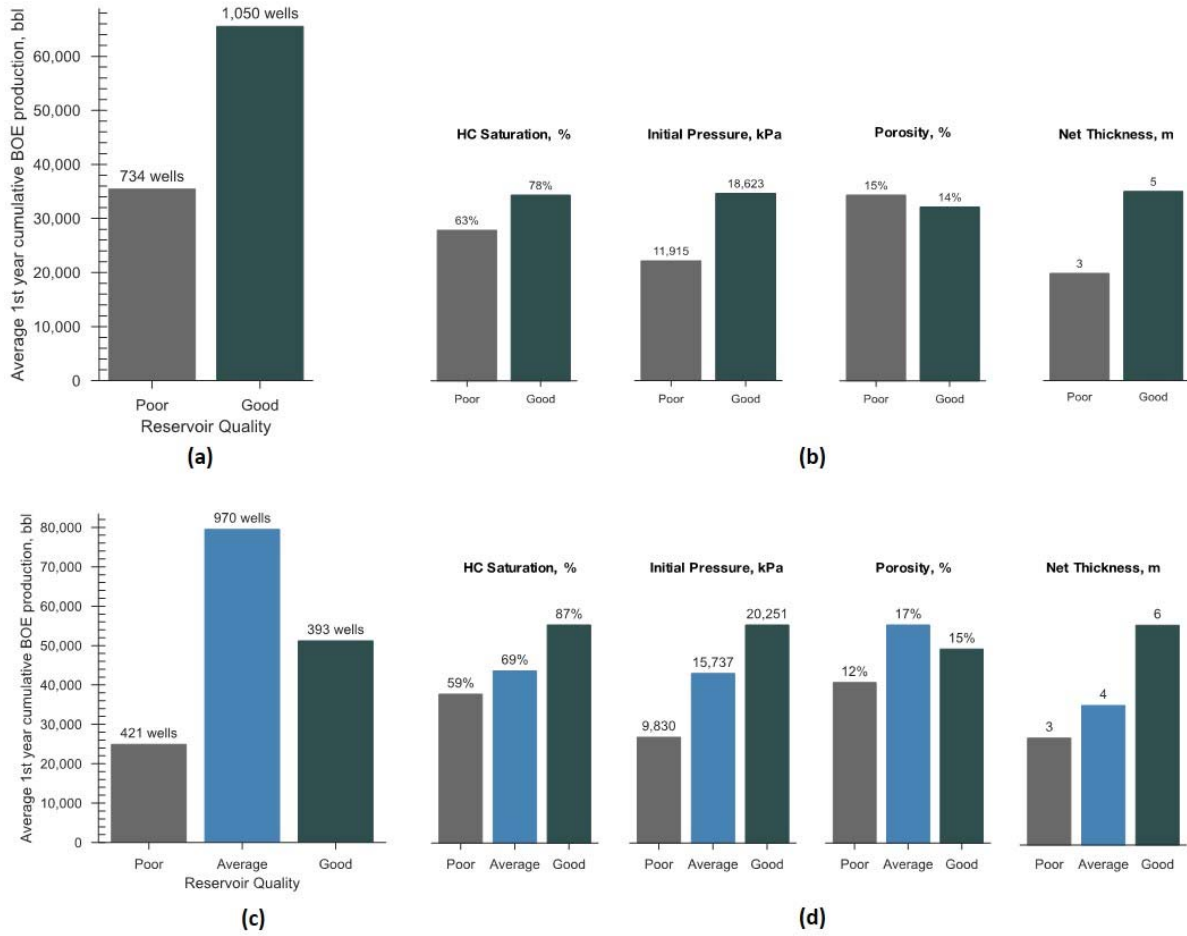 Average 1st year cumulative BOE production, bbl
60,000
50,000
40,000
30,000
20,000
10,000
0
734 wells
1,050 wells
Poor
Good
Reservoir Quality
(a)
HC Saturation, %
63%
78%
Poor
Good
Initial Pressure, kPa
11,915
18,623
Poor
Good
Porosity, %
15%
14%
Poor
Good
Net Thickness, m
3
5
Poor
Good
(b)
Average 1st year cumulative BOE production, bbl
80,000
70,000
60,000
50,000
40,000
30,000
20,000
10,000
0
421 wells
970 wells
393 wells
Poor
Average
Good
Reservoir Quality
(c)
HC Saturation, %
59%
69%
87%
Poor
Average
Good
Initial Pressure, kPa
9,830
15,737
20,251
Poor
Average
Good
Porosity, %
12%
17%
15%
Poor
Average
Good
Net Thickness, m
3
4
6
Poor
Average
Good
(d)